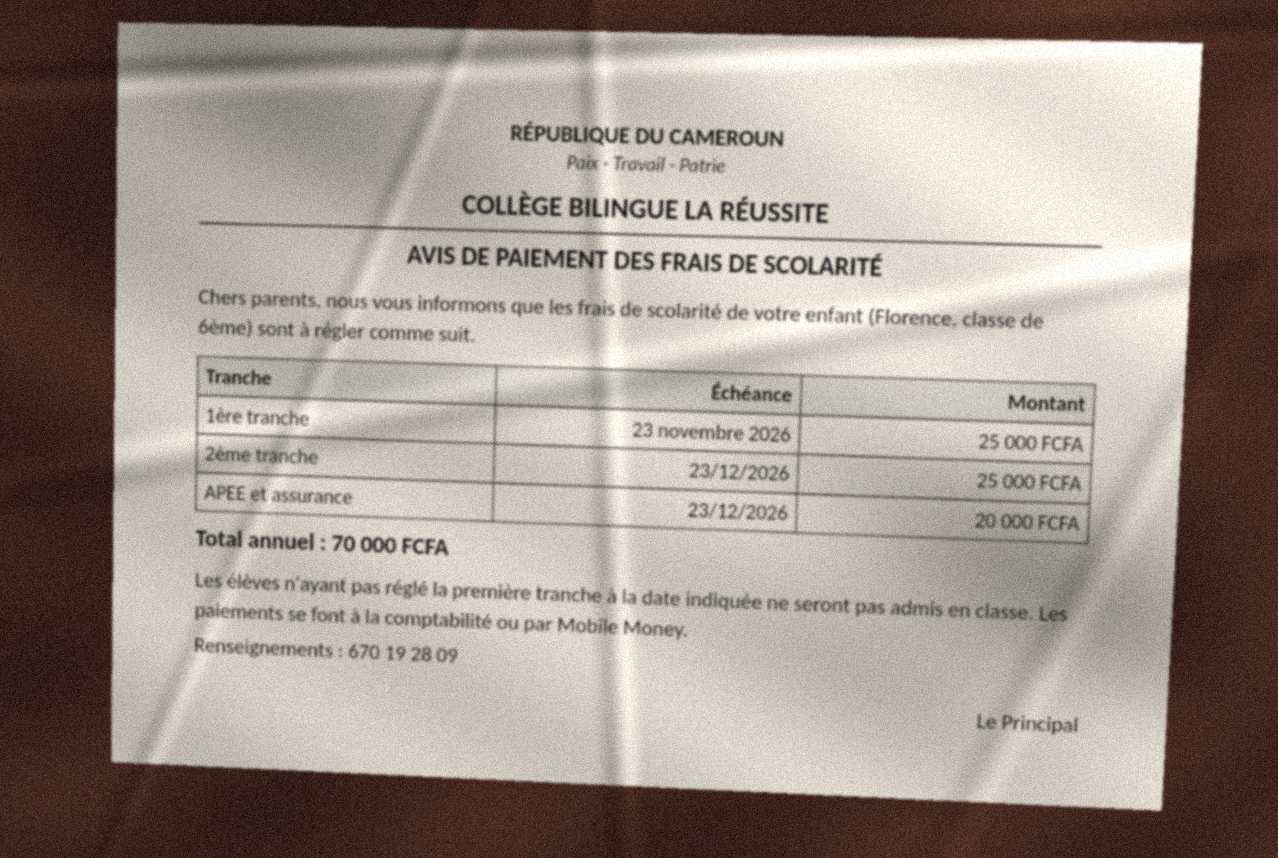 RÉPUBLIQUE DU CAMEROUN
Paix - Travail - Patrie
COLLÈGE BILINGUE LA RÉUSSITE
AVIS DE PAIEMENT DES FRAIS DE SCOLARITÉ
Chers parents, nous vous informons que les frais de scolarité de votre enfant (Florence, classe de
6ème) sont à régler comme suit.
Tranche Échéance Montant
1ère tranche 23 novembre 2026 25 000 FCFA
2ème tranche 23/12/2026 25 000 FCFA
APEE et assurance 23/12/2026 20 000 FCFA
Total annuel : 70 000 FCFA
Les élèves n'ayant pas réglé la première tranche à la date indiquée ne seront pas admis en classe. Les
paiements se font à la comptabilité ou par Mobile Money.
Renseignements : 670 19 28 09
Le Principal